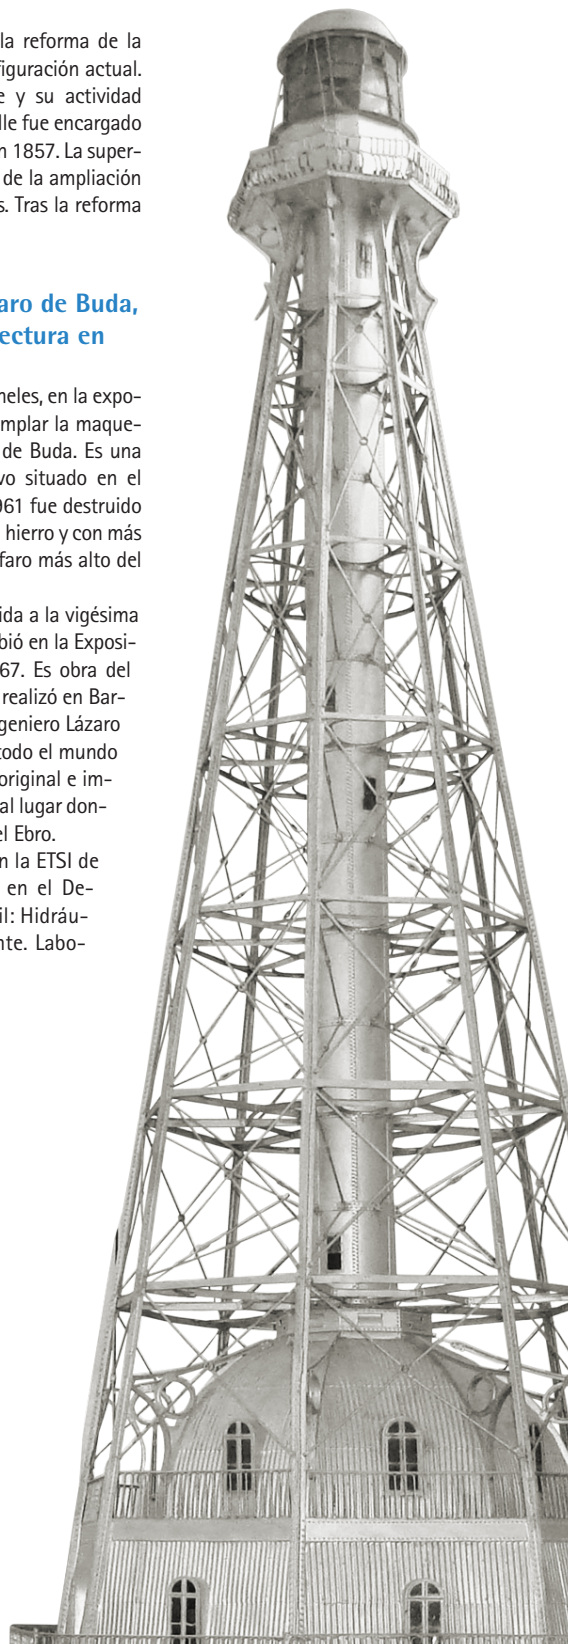 la reforma de la
figuración actual.
e y su actividad
lle fue encargado
n 1857. La super-
de la ampliación
s. Tras la reforma
aro de Buda,
ectura en
neles, en la expo-
mplar la maque-
de Buda. Es una
vo situado en el
961 fue destruido
hierro y con más
faro más alto del
ida a la vigésima
bió en la Exposi-
67. Es obra del
realizó en Bar-
geniero Lázaro
todo el mundo
original e im-
al lugar don-
el Ebro.
n la ETSI de
en el De-
il: Hidráu-
nte. Labo-